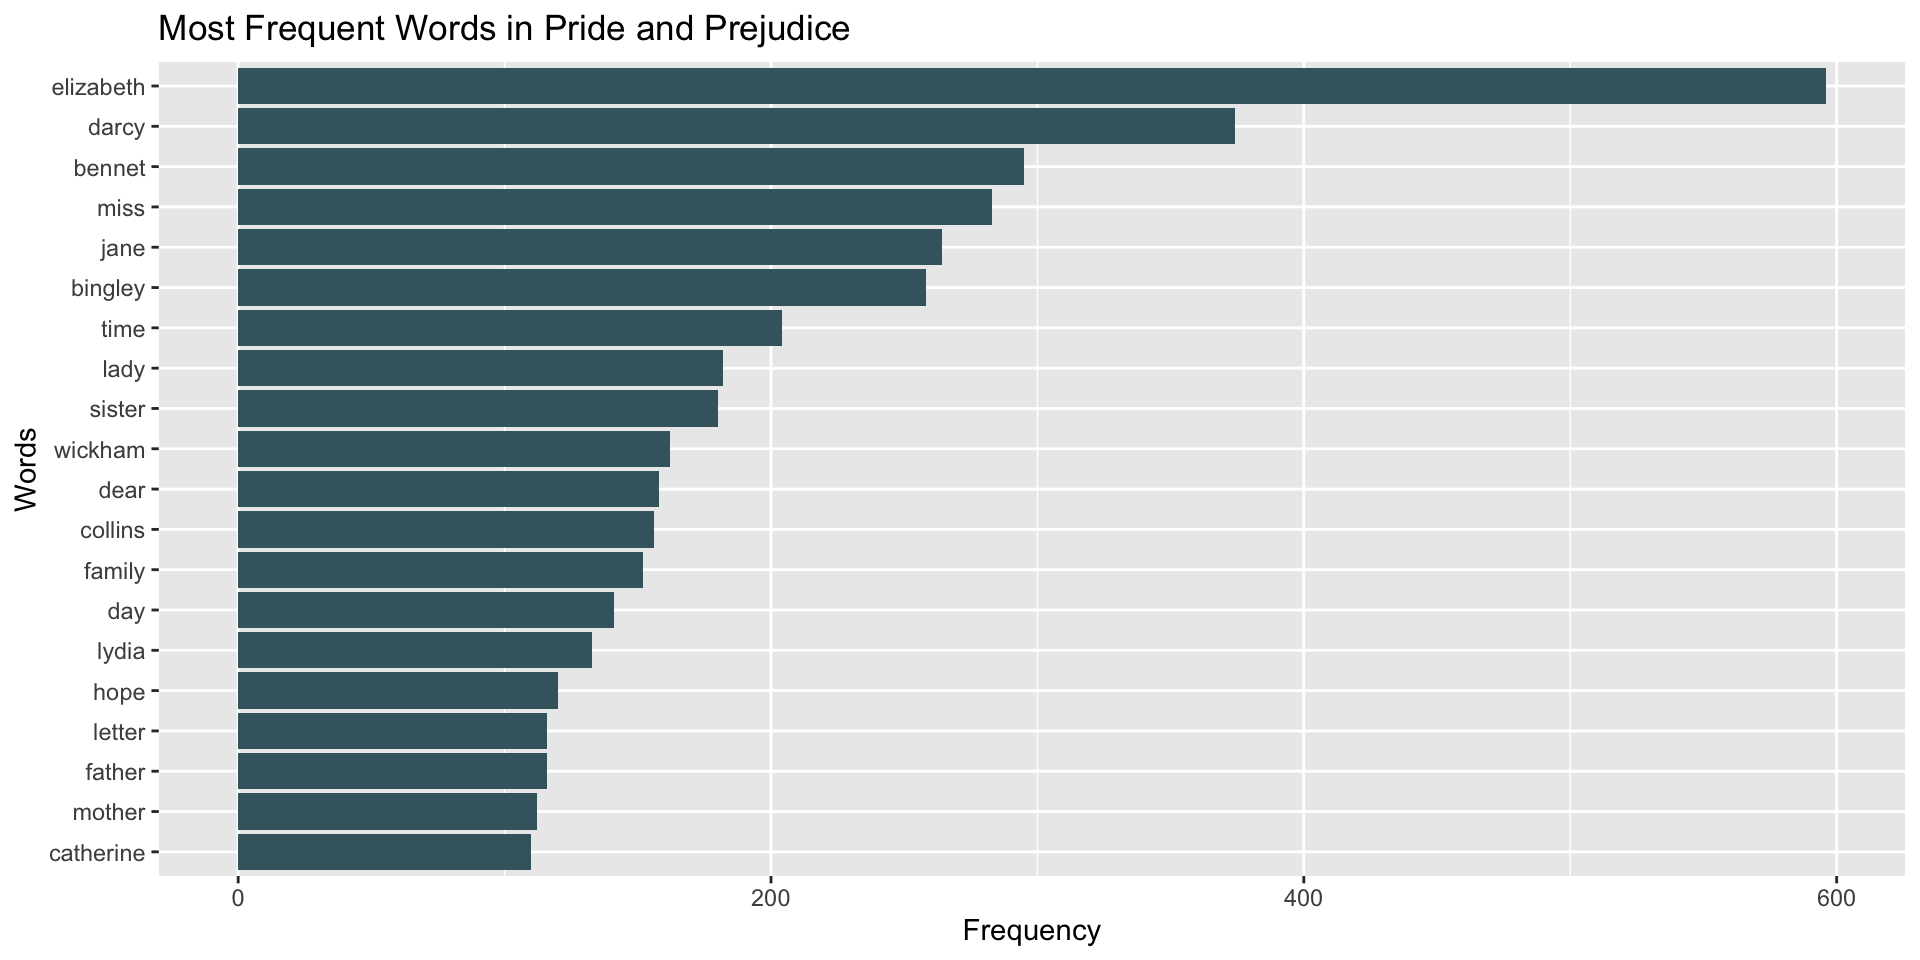 Most Frequent Words in Pride and Prejudice
Words
elizabeth
darcy
bennet
miss
jane
bingley
time
lady
sister
wickham
dear
collins
family
day
lydia
hope
letter
father
mother
catherine
0 200 400 600
Frequency